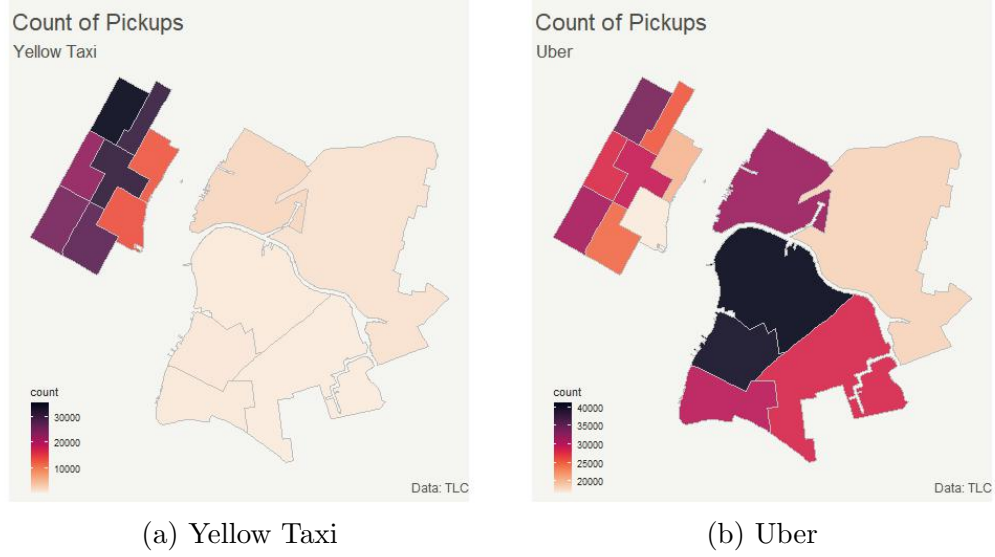 Count of Pickups
Yellow Taxi
count
30000
20000
10000
Data: TLC
(a) Yellow Taxi
Count of Pickups
Uber
count
40000
35000
30000
25000
20000
Data: TLC
(b) Uber